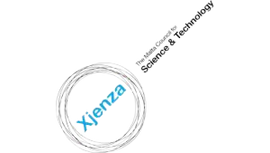 The Malta Council for
Science & Technology
Xjenza